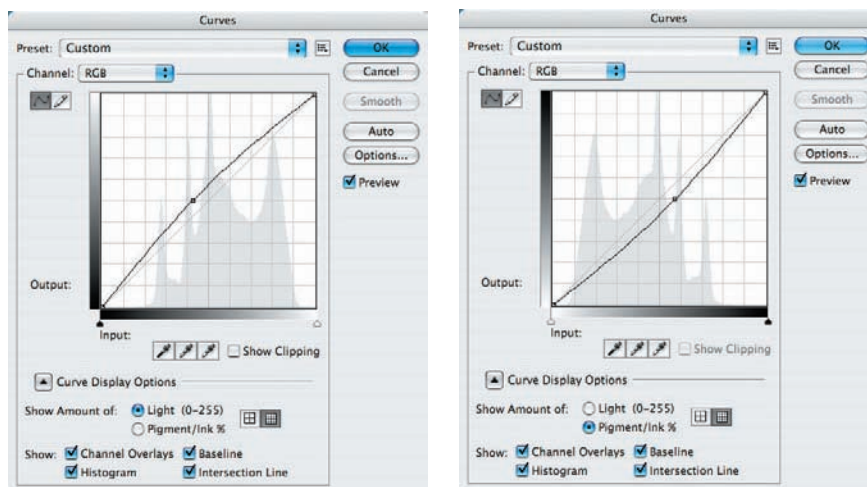 Curves
Preset: Custom
OK
Channel: RGB
Cancel
Smooth
Auto
Options...
Preview
Output:
Input:
Show Clipping
Curve Display Options
Show Amount of: Light (0-255)
Pigment/Ink %
Show: Channel Overlays Baseline
Histogram Intersection Line
Curves
Preset: Custom
OK
Channel: RGB
Cancel
Smooth
Auto
Options...
Preview
Output:
Input:
Show Clipping
Curve Display Options
Show Amount of: Light (0-255)
Pigment/Ink %
Show: Channel Overlays Baseline
Histogram Intersection Line